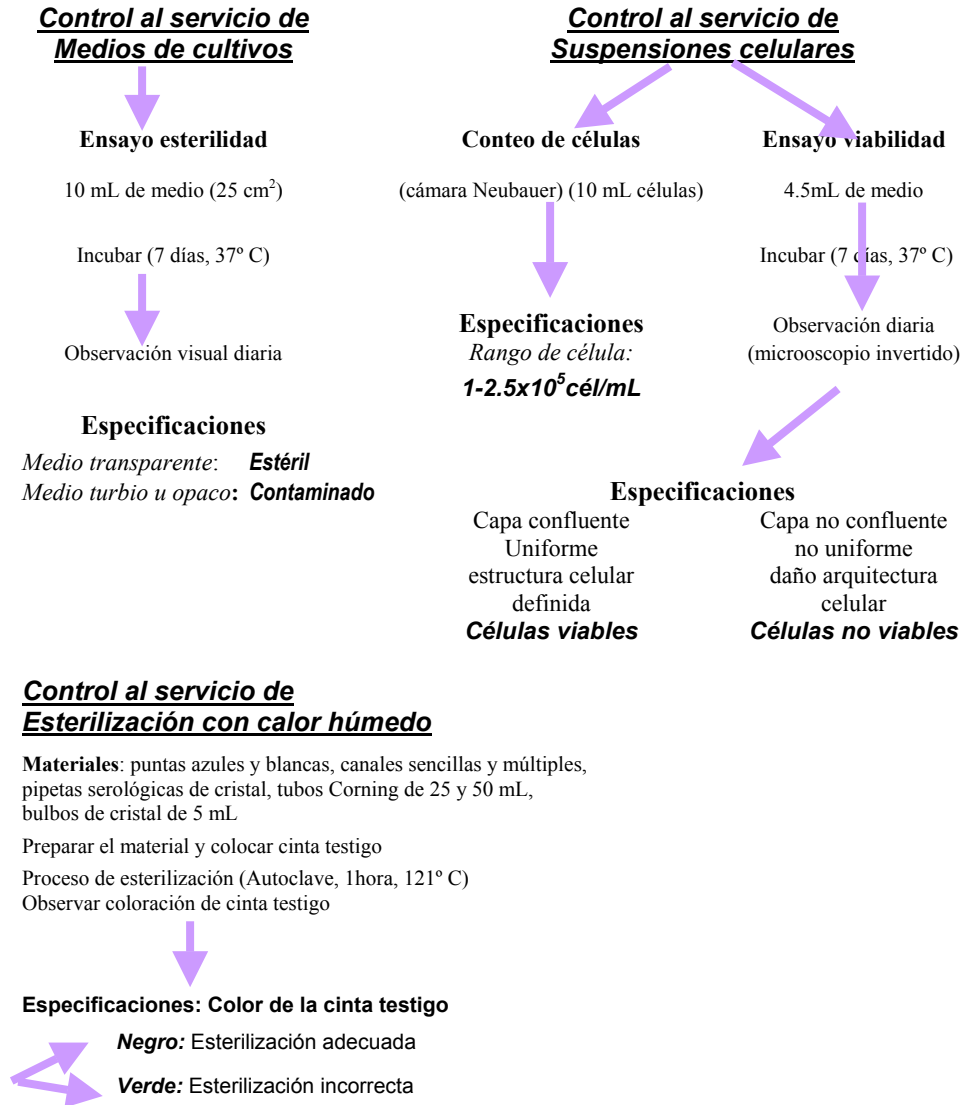 Control al servicio de
Medios de cultivos
Ensayo esterilidad
10 mL de medio (25 cm²)
Incubar (7 días, 37º C)
Observación visual diaria
Especificaciones
Medio transparente: Estéril
Medio turbio u opaco: Contaminado
Control al servicio de
Suspensiones celulares
Conteo de células
(cámara Neubauer) (10 mL células)
Especificaciones
Rango de célula:
1-2.5x10⁵cél/mL
Ensayo viabilidad
4.5mL de medio
Incubar (7 días, 37º C)
Observación diaria
(microoscopio invertido)
Especificaciones
Capa confluente
Uniforme
estructura celular
definida
Células viables
Capa no confluente
no uniforme
daño arquitectura
celular
Células no viables
Control al servicio de
Esterilización con calor húmedo
Materiales: puntas azules y blancas, canales sencillas y múltiples,
pipetas serológicas de cristal, tubos Corning de 25 y 50 mL,
bulbos de cristal de 5 mL
Preparar el material y colocar cinta testigo
Proceso de esterilización (Autoclave, 1hora, 121º C)
Observar coloración de cinta testigo
Especificaciones: Color de la cinta testigo
Negro: Esterilización adecuada
Verde: Esterilización incorrecta